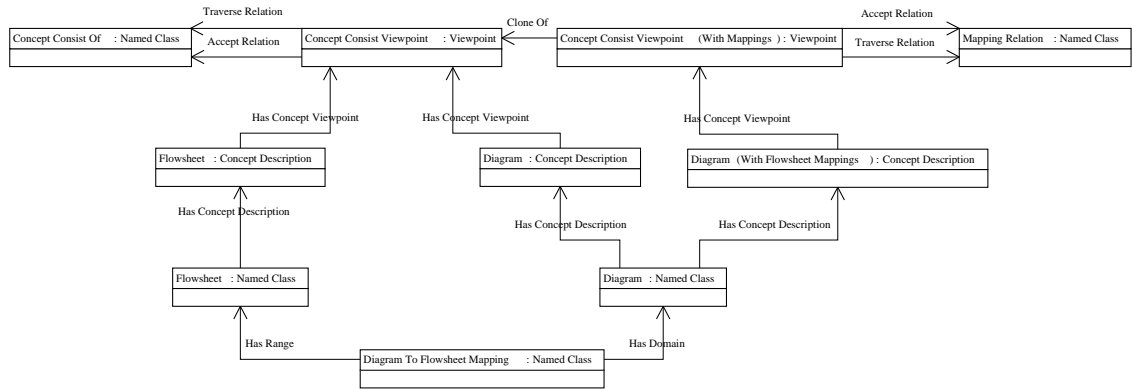 Traverse Relation
Clone Of
Accept Relation
Concept Consist Of : Named Class
Accept Relation
Concept Consist Viewpoint : Viewpoint
Concept Consist Viewpoint (With Mappings ) : Viewpoint
Traverse Relation
Mapping Relation : Named Class
Has Concept Viewpoint
Has Concept Viewpoint
Has Concept Viewpoint
Flowsheet : Concept Description
Diagram : Concept Description
Diagram (With Flowsheet Mappings ) : Concept Description
Has Concept Description
Has Concept Description
Has Concept Description
Flowsheet : Named Class
Diagram : Named Class
Has Range
Has Domain
Diagram To Flowsheet Mapping : Named Class